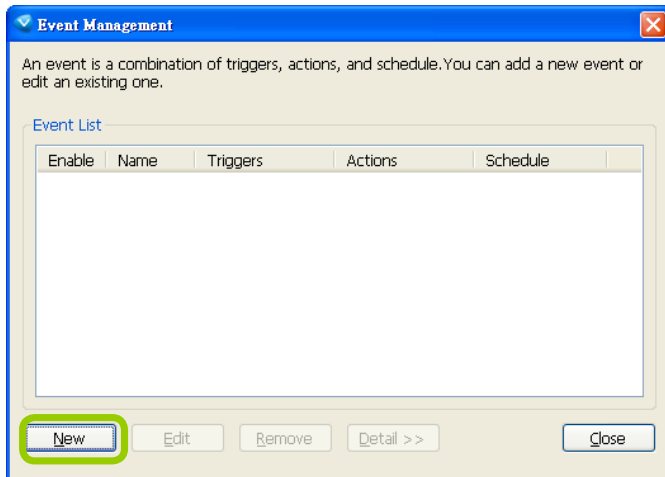 Event Management
An event is a combination of triggers, actions, and schedule.You can add a new event or
edit an existing one.
Event List
Enable Name Triggers Actions Schedule
New Edit Remove Detail >> Close